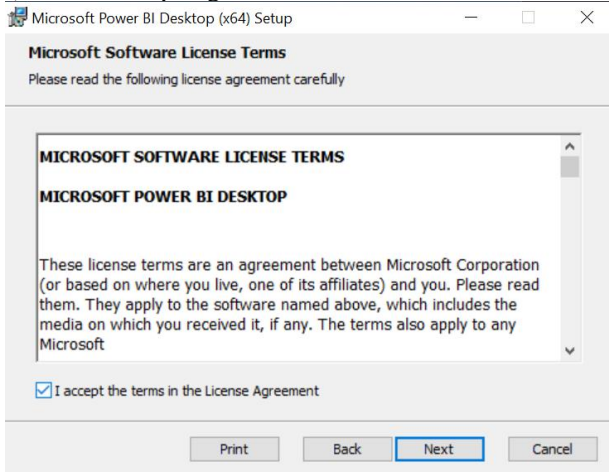 Microsoft Power BI Desktop (x64) Setup
Microsoft Software License Terms
Please read the following license agreement carefully
MICROSOFT SOFTWARE LICENSE TERMS
MICROSOFT POWER BI DESKTOP
These license terms are an agreement between Microsoft Corporation
(or based on where you live, one of its affiliates) and you. Please read
them. They apply to the software named above, which includes the
media on which you received it, if any. The terms also apply to any
Microsoft
I accept the terms in the License Agreement
Print Back Next Cancel